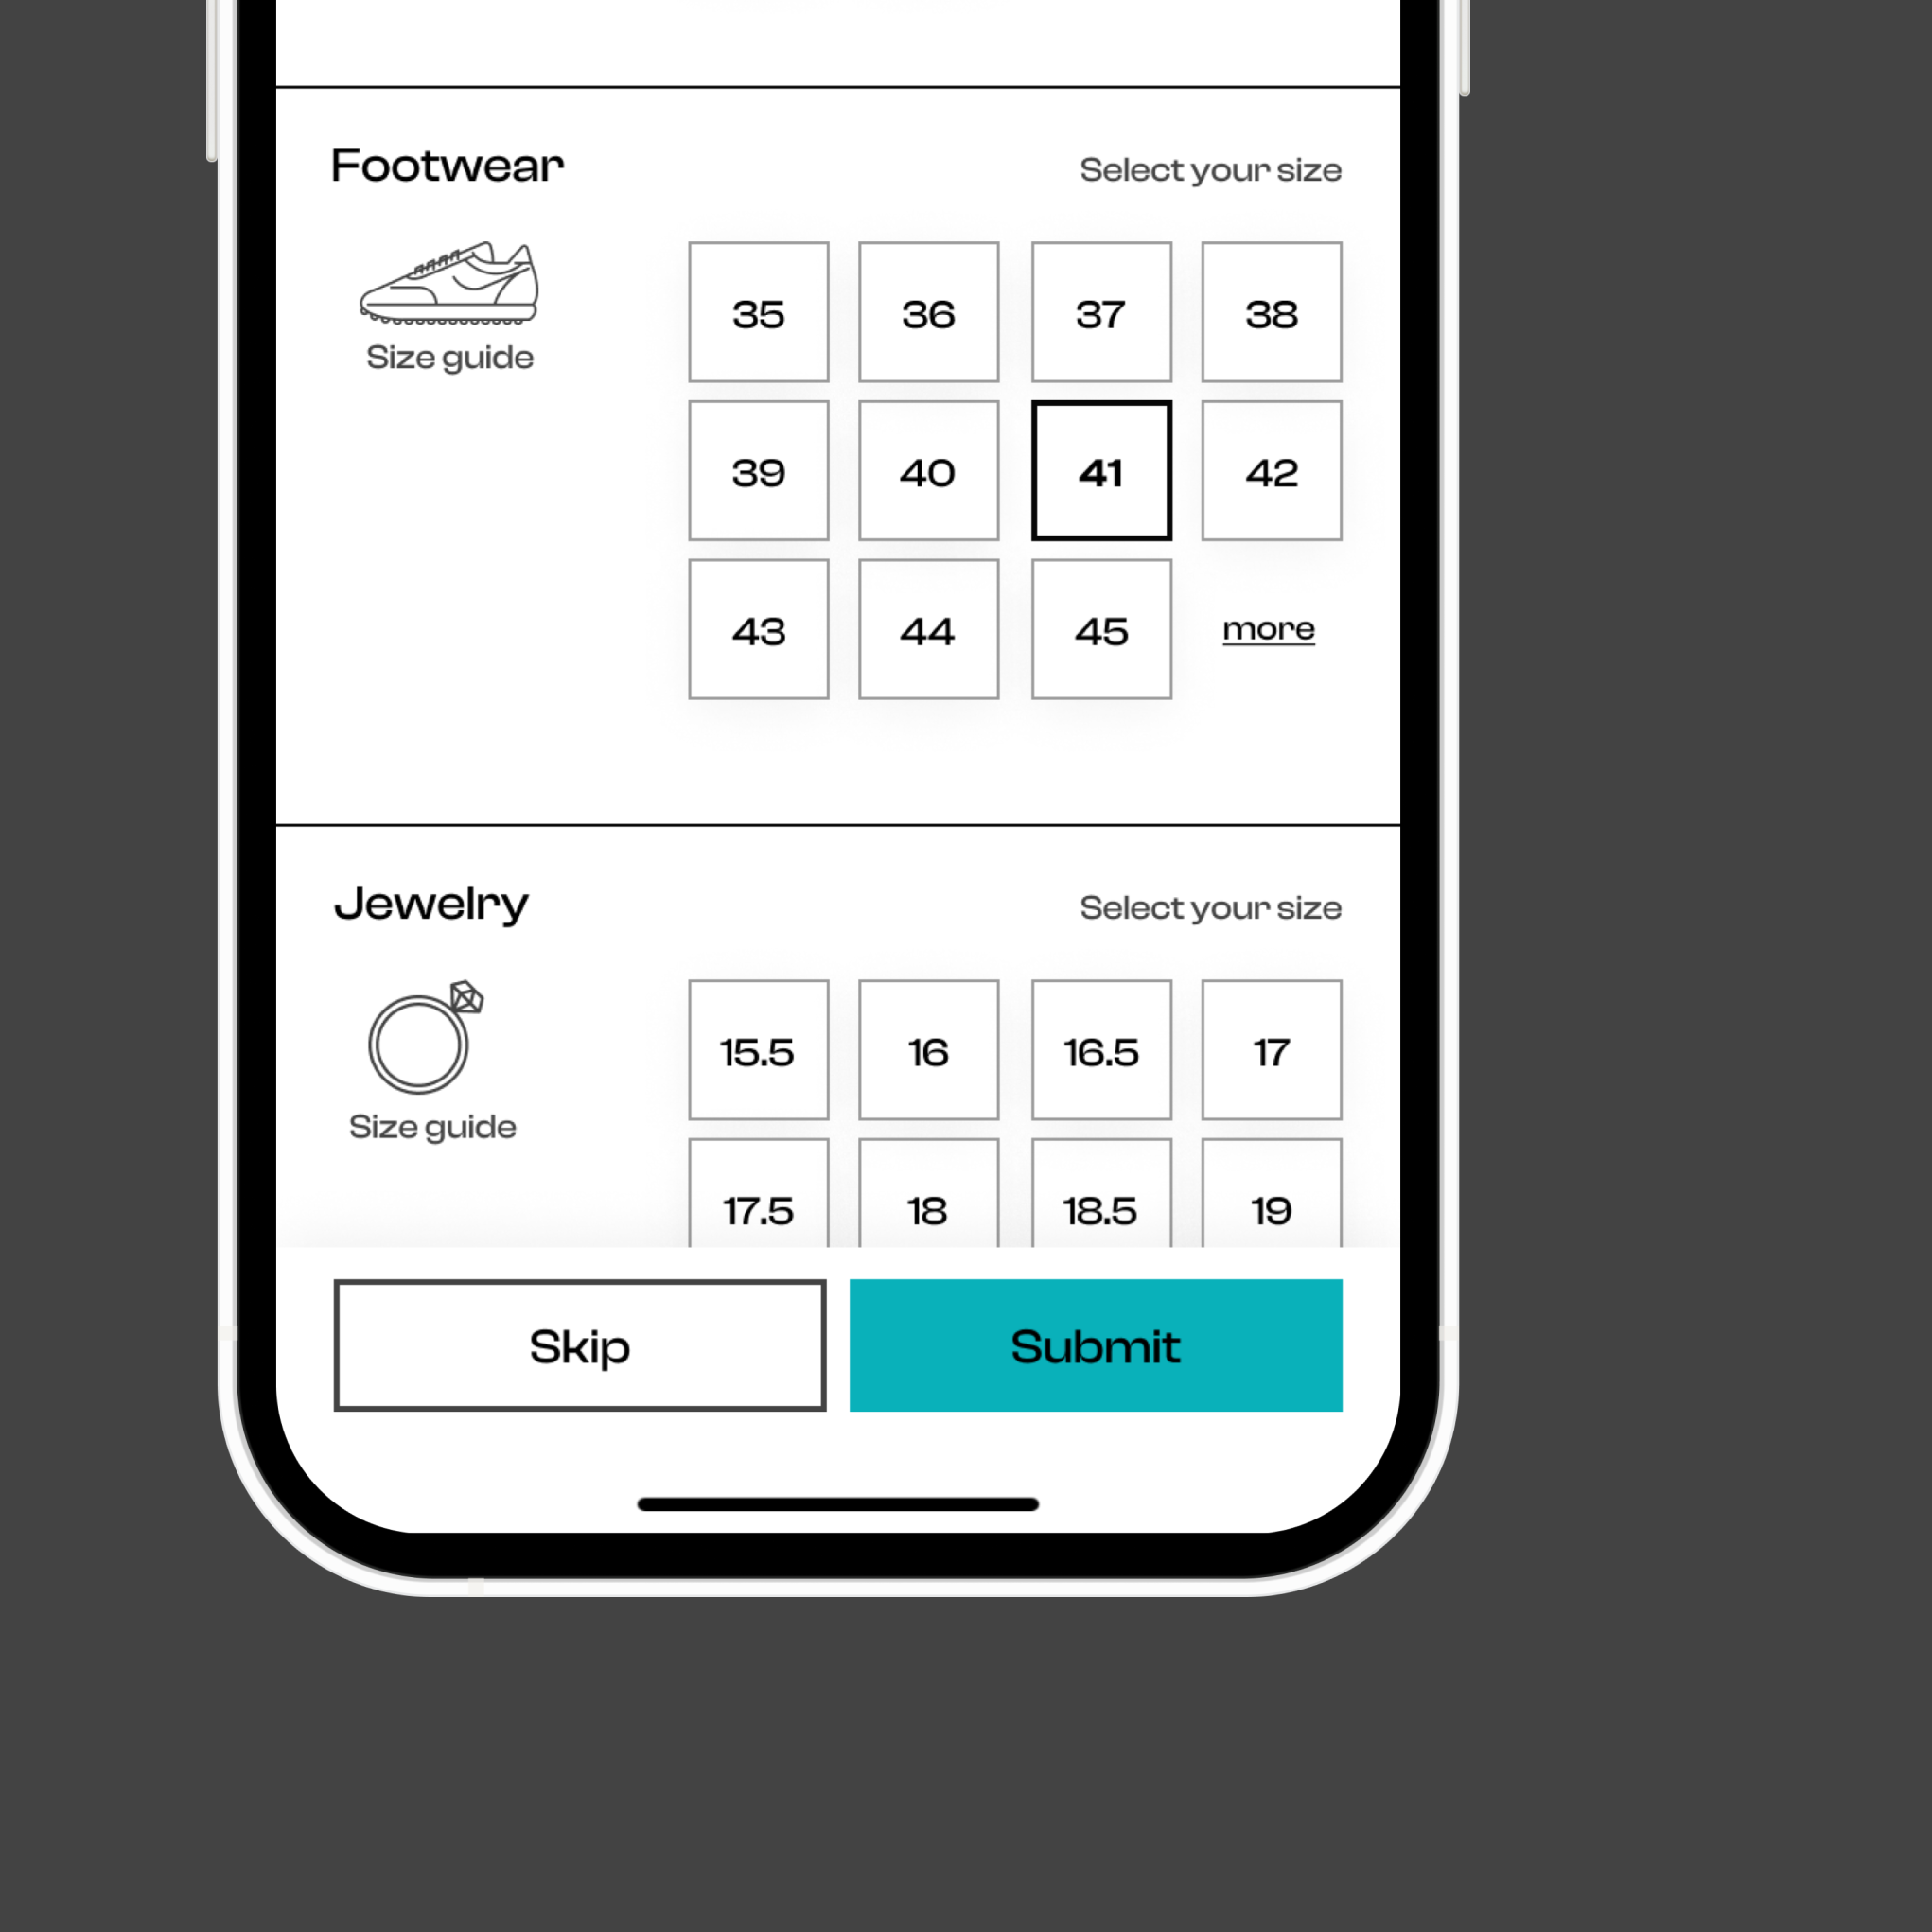 Footwear
Select your size
35 36 37 38
Size guide
39 40 41 42
43 44 45 more
Jewelry
Select your size
15.5 16 16.5 17
Size guide
17.5 18 18.5 19
Skip
Submit